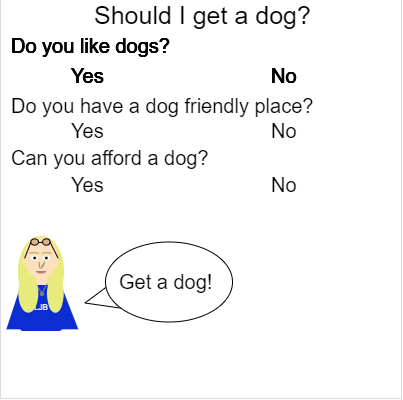 Should I get a dog?
Do you like dogs?
Yes No
Do you have a dog friendly place?
Yes No
Can you afford a dog?
Yes No
Get a dog!
JB